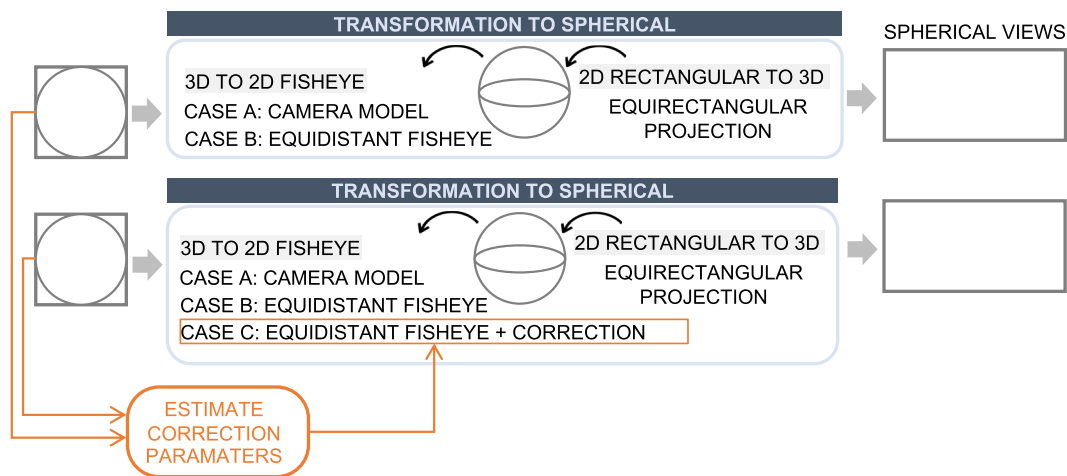 TRANSFORMATION TO SPHERICAL
SPHERICAL VIEWS
3D TO 2D FISHEYE
CASE A: CAMERA MODEL
CASE B: EQUIDISTANT FISHEYE
2D RECTANGULAR TO 3D
EQUIRECTANGULAR
PROJECTION
TRANSFORMATION TO SPHERICAL
3D TO 2D FISHEYE
CASE A: CAMERA MODEL
CASE B: EQUIDISTANT FISHEYE
CASE C: EQUIDISTANT FISHEYE + CORRECTION
2D RECTANGULAR TO 3D
EQUIRECTANGULAR
PROJECTION
ESTIMATE
CORRECTION
PARAMATERS